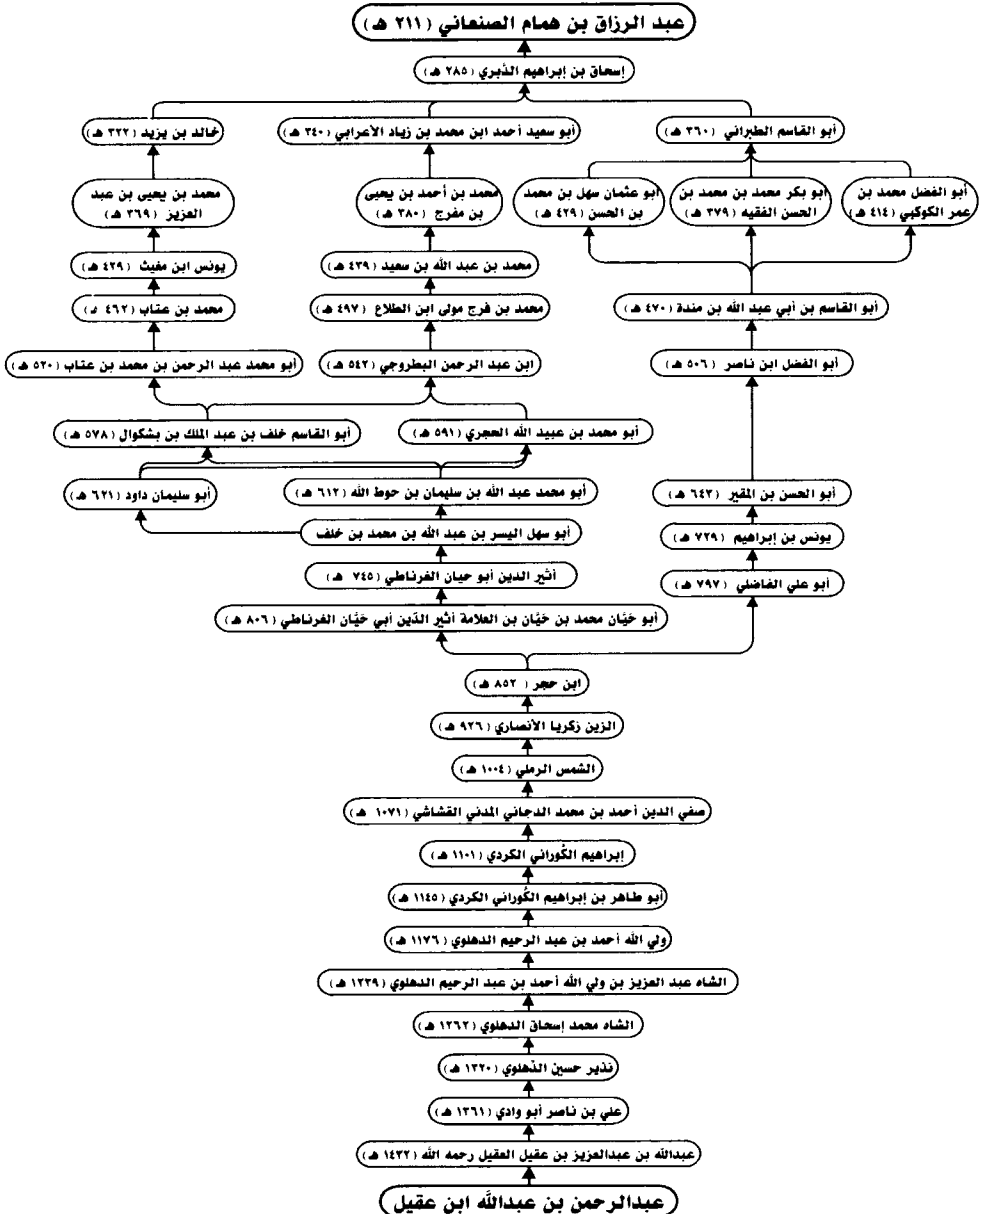 عبد الرزاق بن همام الصنعاني (٢١١ هـ)
إسحاق بن إبراهيم الدَّبري (٢٨٥ هـ)
أبو القاسم الطبراني (٣٦٠ هـ)
أبو سعيد أحمد ابن محمد بن زياد الأعرابي (٣٤٠ هـ)
خالد بن يزيد (٣٢٢ هـ)
أبو الفضل محمد بن
عمر الكوكبي (٤١٤ هـ)
أبو بكر محمد بن محمد بن
الحسن الفقيه (٣٧٩ هـ)
أبو عثمان سهل بن محمد
بن الحسن (٤٢٩ هـ)
محمد بن أحمد بن يحيى
بن مفرج (٣٨٠ هـ)
محمد بن يحيى بن عبد
العزيز (٣٦٩ هـ)
محمد بن عبد الله بن سعيد (٤٣٩ هـ)
يونس ابن مغيث (٤٢٩ هـ)
أبو القاسم بن أبي عبد الله بن مندة (٤٧٠ هـ)
محمد بن فرج مولى ابن الطلاع (٤٩٧ هـ)
محمد بن عتاب (٤٦٢ هـ)
أبو الفضل ابن ناصر (٥٠٦ هـ)
ابن عبد الرحمن البطروجي (٥٤٢ هـ)
أبو محمد عبد الرحمن بن محمد بن عتاب (٥٢٠ هـ)
أبو محمد بن عبيد الله الحجري (٥٩١ هـ)
أبو القاسم خلف بن عبد الملك بن بشكوال (٥٧٨ هـ)
أبو الحسن بن المقير (٦٤٣ هـ)
أبو محمد عبد الله بن سليمان بن حوط الله (٦١٢ هـ)
أبو سليمان داود (٦٢١ هـ)
يونس بن إبراهيم (٧٢٩ هـ)
أبو سهل اليسر بن عبد الله بن محمد بن خلف
أبو علي الفاضلي (٧٩٧ هـ)
أثير الدين أبو حيان الغرناطي (٧٤٥ هـ)
أبو حَيَّان محمد بن حَيَّان بن العلامة أثير الدِّين أبي حَيَّان الغرناطي (٨٠٦ هـ)
ابن حجر (٨٥٢ هـ)
الزين زكريا الأنصاري (٩٢٦ هـ)
الشمس الرملي (١٠٠٤ هـ)
صفي الدين أحمد بن محمد الدجاني المدني القشاشي (١٠٧١ هـ)
إبراهيم الكُوراني الكردي (١١٠١ هـ)
أبو طاهر بن إبراهيم الكُوراني الكردي (١١٤٥ هـ)
ولي الله أحمد بن عبد الرحيم الدهلوي (١١٧٦ هـ)
الشاه عبد العزيز بن ولي الله أحمد بن عبد الرحيم الدهلوي (١٢٣٩ هـ)
الشاه محمد إسحاق الدهلوي (١٢٦٢ هـ)
نذير حسين الدَّهلوي (١٣٢٠ هـ)
علي بن ناصر أبو وادي (١٣٦١ هـ)
عبدالله بن عبدالعزيز بن عقيل العقيل رحمه الله (١٤٣٢ هـ)
عبدالرحمن بن عبدالله ابن عقيل